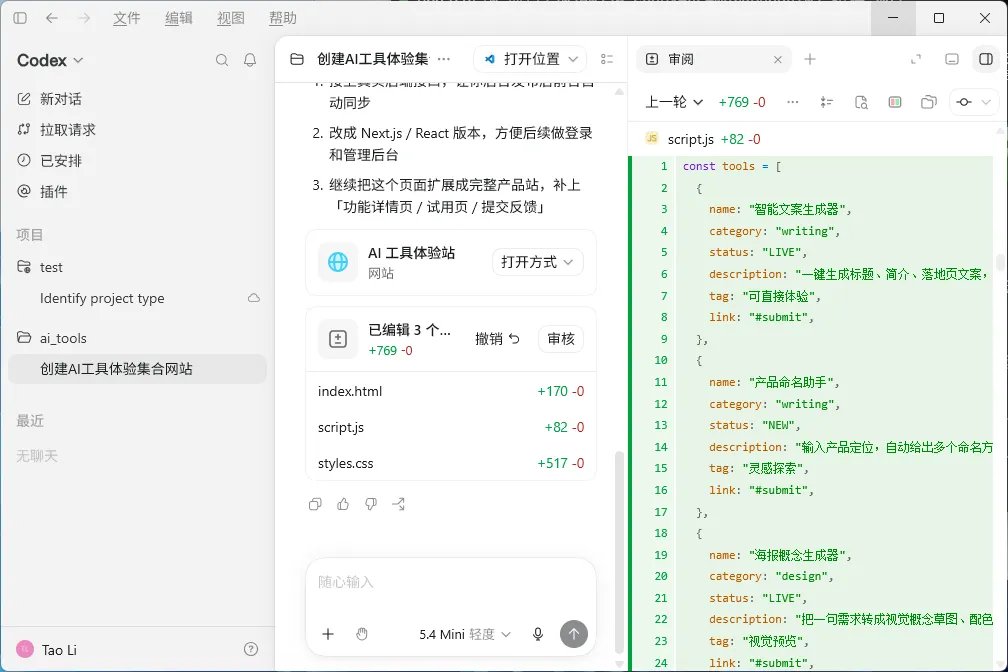 文件 编辑 视图 帮助
Codex
新对话
拉取请求
已安排
插件
项目
test
Identify project type
ai_tools
创建AI工具体验集合网站
最近
无聊天
Tao Li
创建AI工具体验集 ··· 打开位置
动同步
2. 改成 Next.js / React 版本，方便后续做登录
和管理后台
3. 继续把这个页面扩展成完整产品站，补上
「功能详情页 / 试用页 / 提交反馈」
AI 工具体验站
网站
打开方式
已编辑 3 个...
+769 -0
撤销
审核
index.html +170 -0
script.js +82 -0
styles.css +517 -0
随心输入
5.4 Mini 轻度
审阅
上一轮 +769 -0
JS script.js +82 -0
1 const tools = [
2 {
3 name: "智能文案生成器",
4 category: "writing",
5 status: "LIVE",
6 description: "一键生成标题、简介、落地页文案，
7 tag: "可直接体验",
8 link: "#submit",
9 },
10 {
11 name: "产品命名助手",
12 category: "writing",
13 status: "NEW",
14 description: "输入产品定位，自动给出多个命名方
15 tag: "灵感探索",
16 link: "#submit",
17 },
18 {
19 name: "海报概念生成器",
20 category: "design",
21 status: "LIVE",
22 description: "把一句需求转成视觉概念草图、配色
23 tag: "视觉预览",
24 link: "#submit",